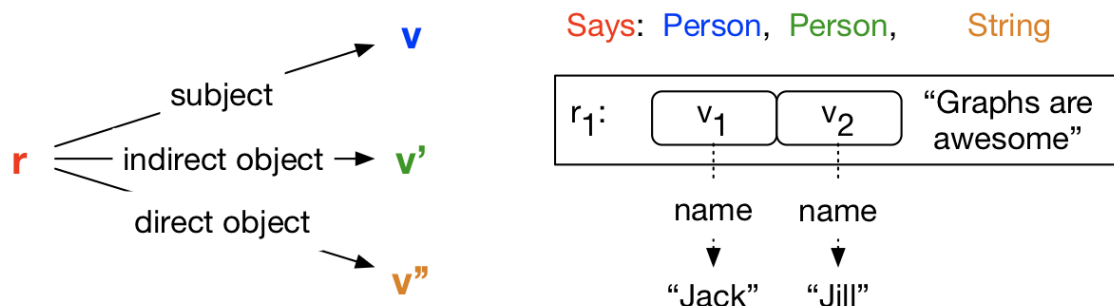 v
subject
r
indirect object
v'
direct object
v”
Says: Person, Person, String
r1: v1 v2 “Graphs are
awesome”
name name
“Jack” “Jill”